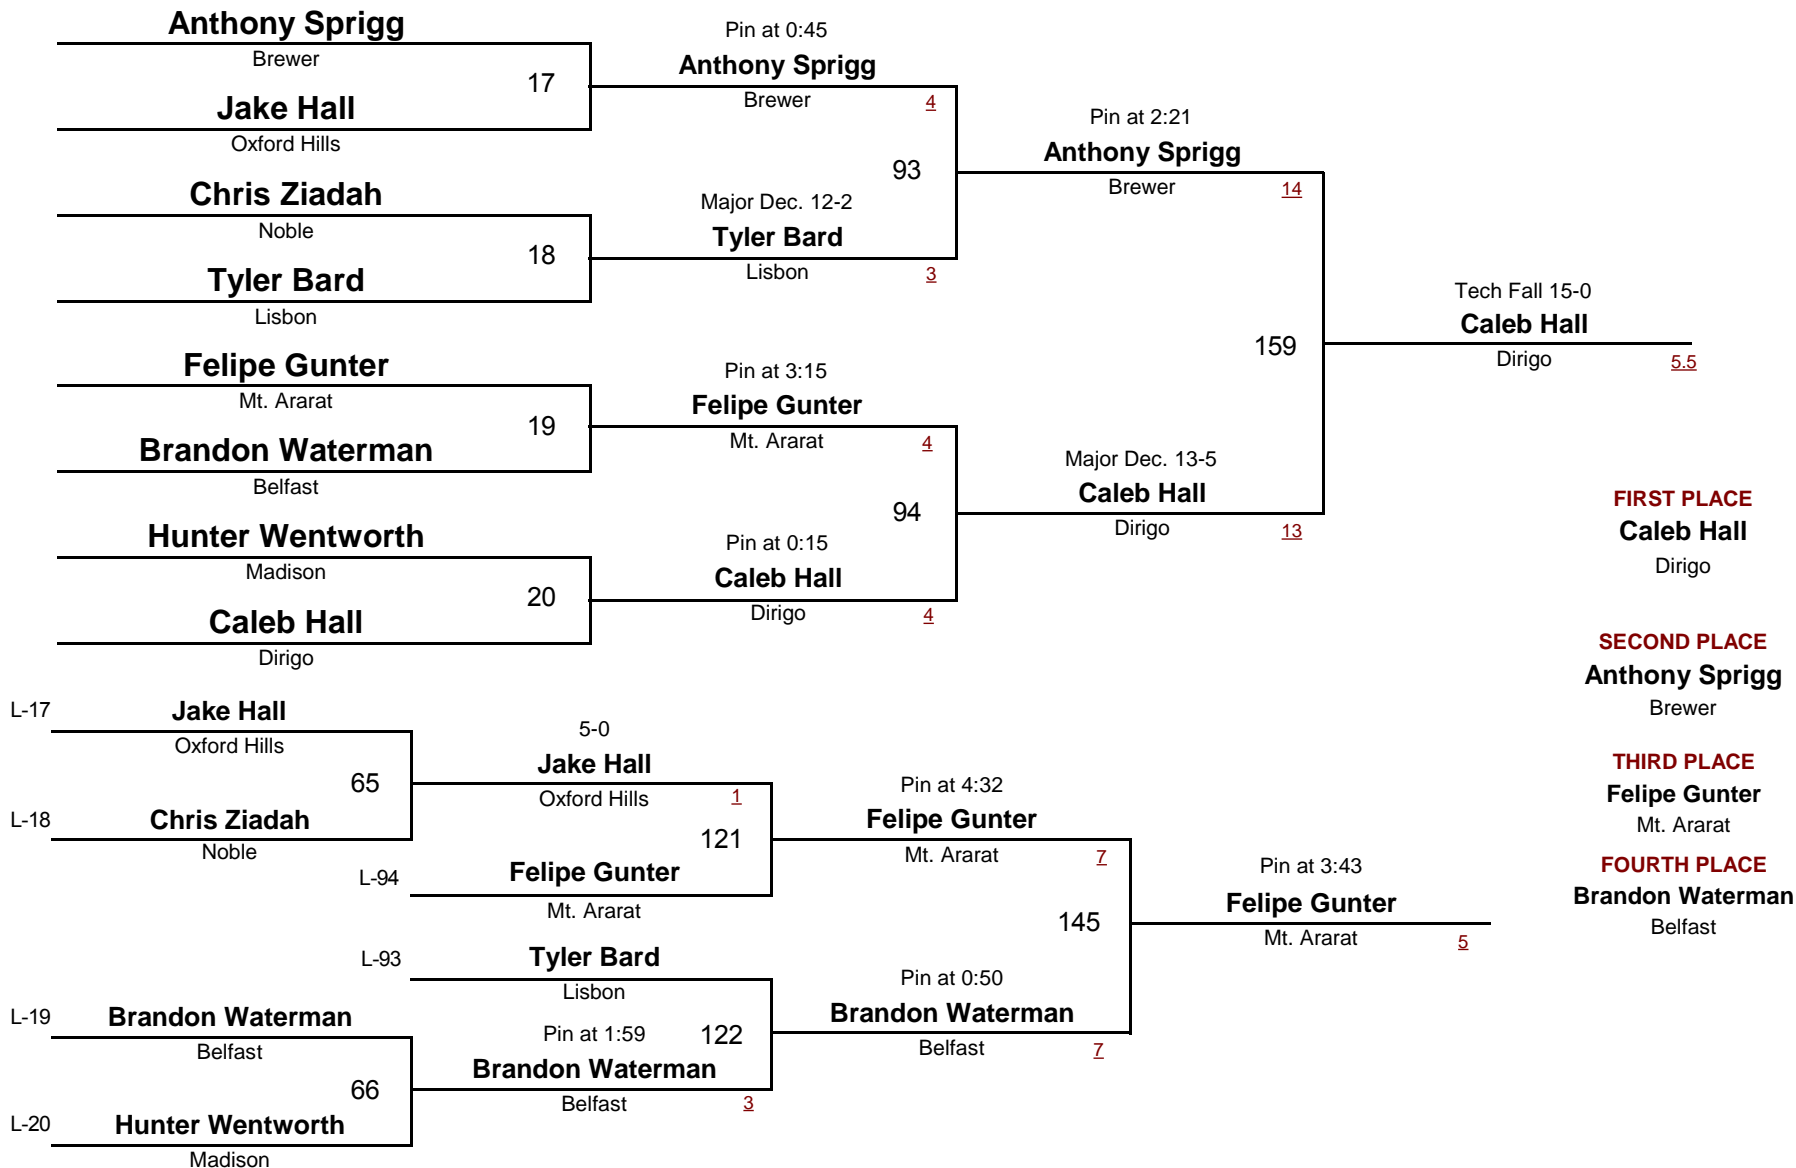 Anthony Sprigg
Brewer
17
Jake Hall
Oxford Hills
Chris Ziadah
Noble
18
Tyler Bard
Lisbon
Felipe Gunter
Mt. Ararat
19
Brandon Waterman
Belfast
Hunter Wentworth
Madison
20
Caleb Hall
Dirigo
Pin at 0:45
Anthony Sprigg
Brewer
4
93
Major Dec. 12-2
Tyler Bard
Lisbon
3
Pin at 3:15
Felipe Gunter
Mt. Ararat
4
94
Pin at 0:15
Caleb Hall
Dirigo
4
Pin at 2:21
Anthony Sprigg
Brewer
14
159
Major Dec. 13-5
Caleb Hall
Dirigo
13
Tech Fall 15-0
Caleb Hall
Dirigo
5.5
FIRST PLACE
Caleb Hall
Dirigo
SECOND PLACE
Anthony Sprigg
Brewer
THIRD PLACE
Felipe Gunter
Mt. Ararat
FOURTH PLACE
Brandon Waterman
Belfast
L-17
Jake Hall
Oxford Hills
65
L-18
Chris Ziadah
Noble
5-0
Jake Hall
Oxford Hills
1
121
L-94
Felipe Gunter
Mt. Ararat
L-93
Tyler Bard
Lisbon
L-19
Brandon Waterman
Belfast
66
L-20
Hunter Wentworth
Madison
Pin at 1:59
122
Brandon Waterman
Belfast
3
Pin at 4:32
Felipe Gunter
Mt. Ararat
7
145
Pin at 0:50
Brandon Waterman
Belfast
7
Pin at 3:43
Felipe Gunter
Mt. Ararat
5